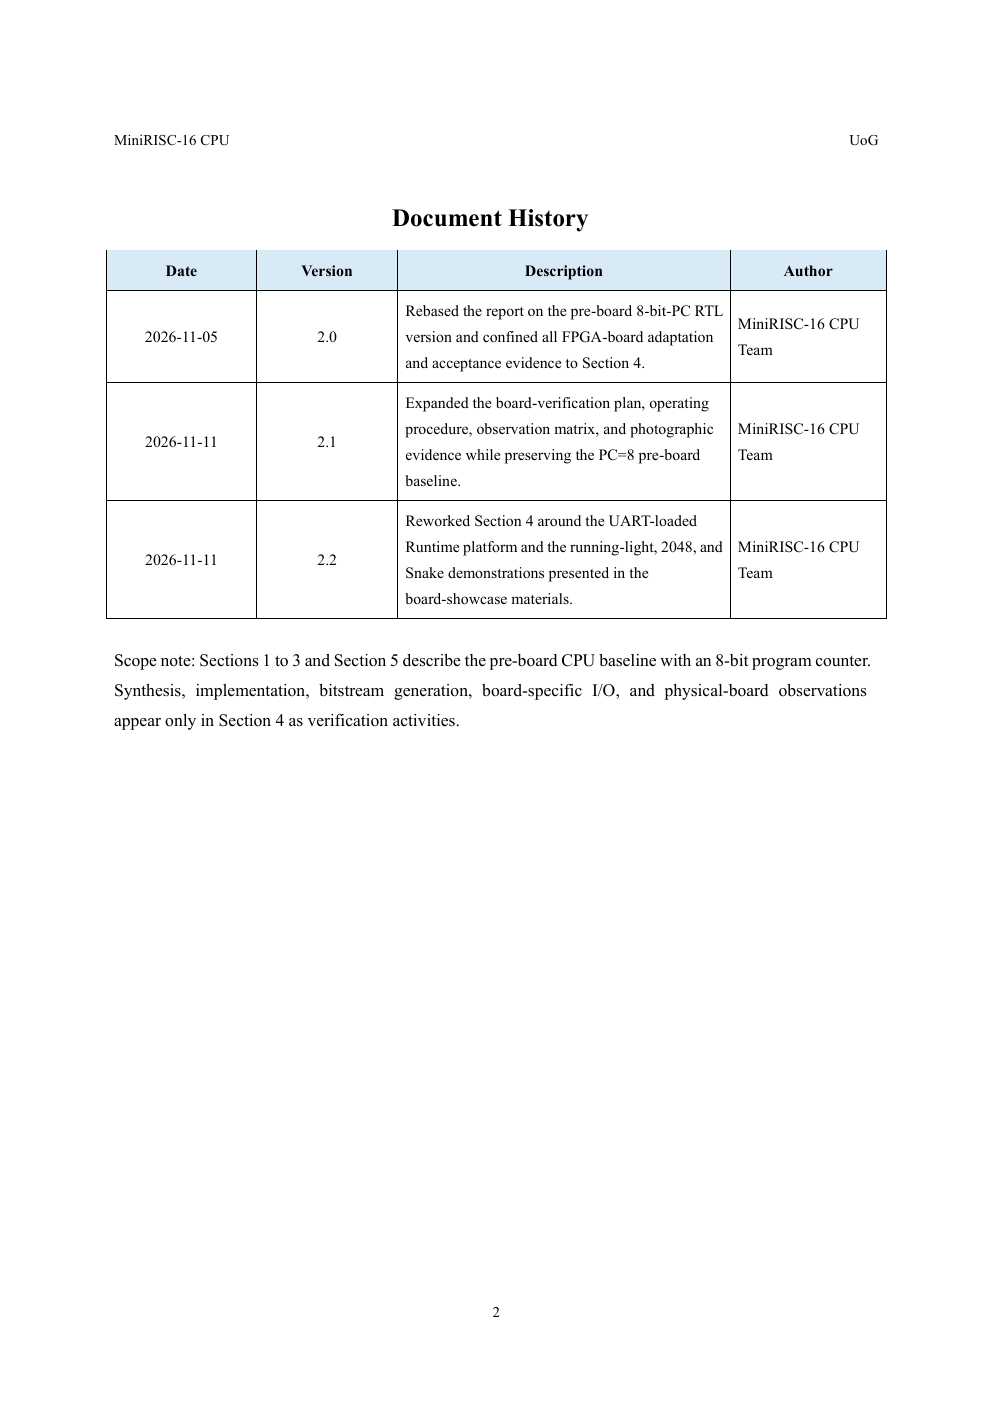 MiniRISC-16 CPU UoG
Document History
Date Version Description Author
2026-11-05 2.0 Rebased the report on the pre-board 8-bit-PC RTL
version and confined all FPGA-board adaptation
and acceptance evidence to Section 4.
MiniRISC-16 CPU
Team
2026-11-11 2.1 Expanded the board-verification plan, operating
procedure, observation matrix, and photographic
evidence while preserving the PC=8 pre-board
baseline.
MiniRISC-16 CPU
Team
2026-11-11 2.2 Reworked Section 4 around the UART-loaded
Runtime platform and the running-light, 2048, and
Snake demonstrations presented in the
board-showcase materials.
MiniRISC-16 CPU
Team
Scope note: Sections 1 to 3 and Section 5 describe the pre-board CPU baseline with an 8-bit program counter.
Synthesis, implementation, bitstream generation, board-specific I/O, and physical-board observations
appear only in Section 4 as verification activities.
2